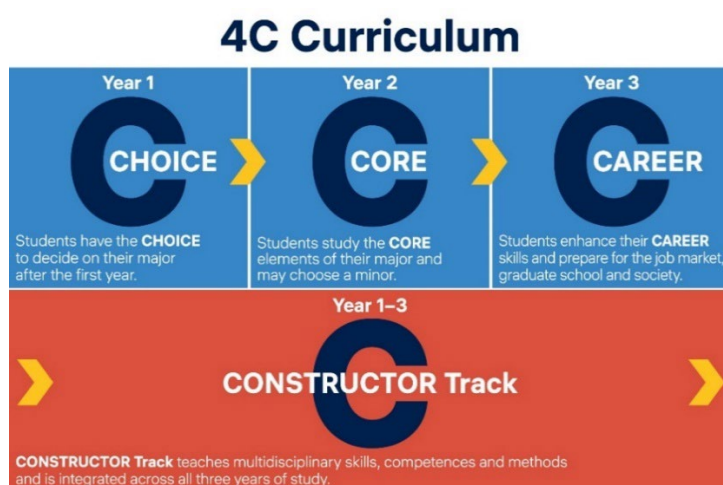 4C Curriculum
Year 1
CHOICE
Students have the CHOICE
to decide on their major
after the first year.
Year 2
CORE
Students study the CORE
elements of their major and
may choose a minor.
Year 3
CAREER
Students enhance their CAREER
skills and prepare for the job market,
graduate school and society.
Year 1–3
CONSTRUCTOR Track
CONSTRUCTOR Track teaches multidisciplinary skills, competences and methods
and is integrated across all three years of study.